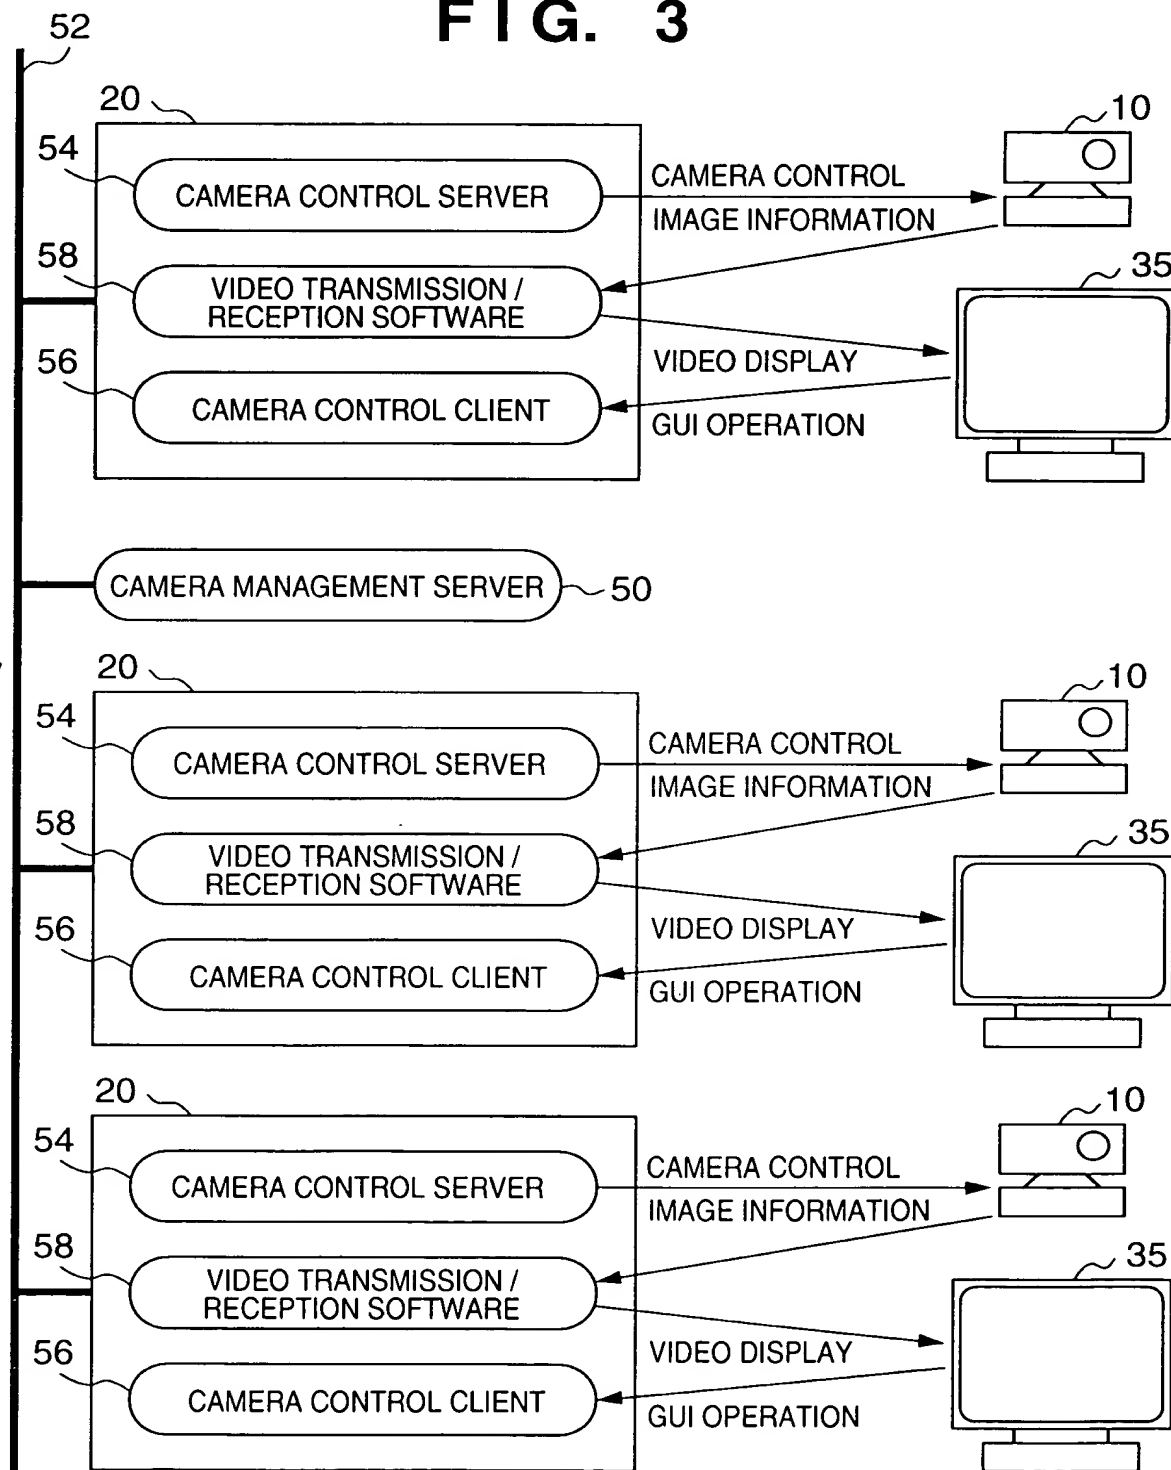 FIG. 3
52
20
10
54
CAMERA CONTROL SERVER
CAMERA CONTROL
IMAGE INFORMATION
58
VIDEO TRANSMISSION /
RECEPTION SOFTWARE
35
VIDEO DISPLAY
56
CAMERA CONTROL CLIENT
GUI OPERATION
CAMERA MANAGEMENT SERVER
50
20
10
54
CAMERA CONTROL SERVER
CAMERA CONTROL
IMAGE INFORMATION
58
VIDEO TRANSMISSION /
RECEPTION SOFTWARE
35
VIDEO DISPLAY
56
CAMERA CONTROL CLIENT
GUI OPERATION
20
10
54
CAMERA CONTROL SERVER
CAMERA CONTROL
IMAGE INFORMATION
58
VIDEO TRANSMISSION /
RECEPTION SOFTWARE
35
VIDEO DISPLAY
56
CAMERA CONTROL CLIENT
GUI OPERATION